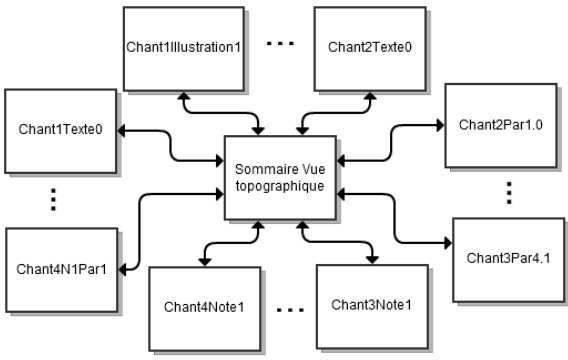 Chant1Illustration1
Chant2Texte0
Chant1Texte0
Chant2Par1.0
Sommaire Vue
topographique
Chant4N1Par1
Chant3Par4.1
Chant4Note1
Chant3Note1